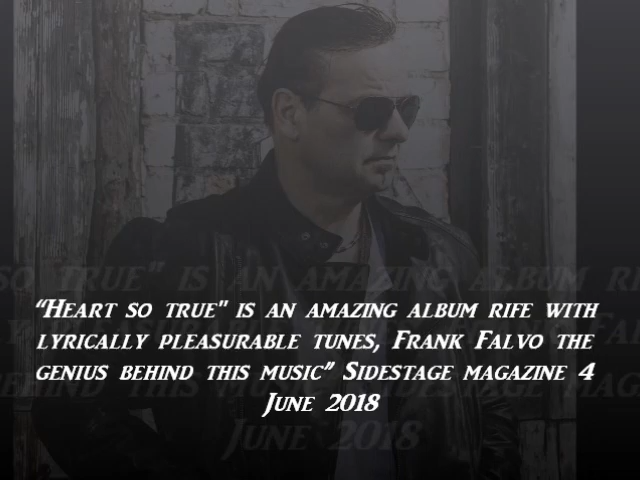 “Heart so true" is an amazing album rife with
lyrically pleasurable tunes, Frank Falvo the
genius behind this music” Sidestage magazine 4
June 2018